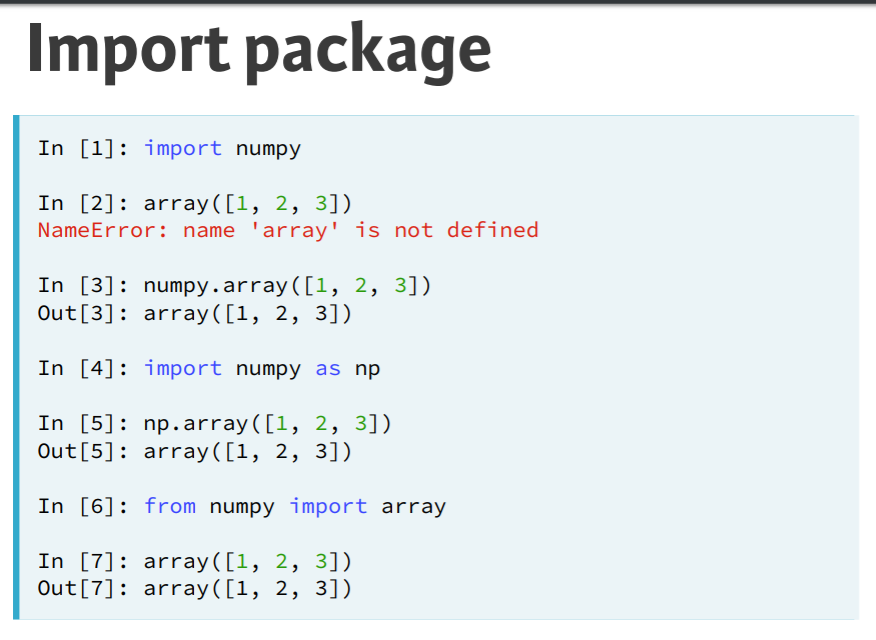 Import package
In [1]: import numpy
In [2]: array([1, 2, 3])
NameError: name 'array' is not defined
In [3]: numpy.array([1, 2, 3])
Out[3]: array([1, 2, 3])
In [4]: import numpy as np
In [5]: np.array([1, 2, 3])
Out[5]: array([1, 2, 3])
In [6]: from numpy import array
In [7]: array([1, 2, 3])
Out[7]: array([1, 2, 3])